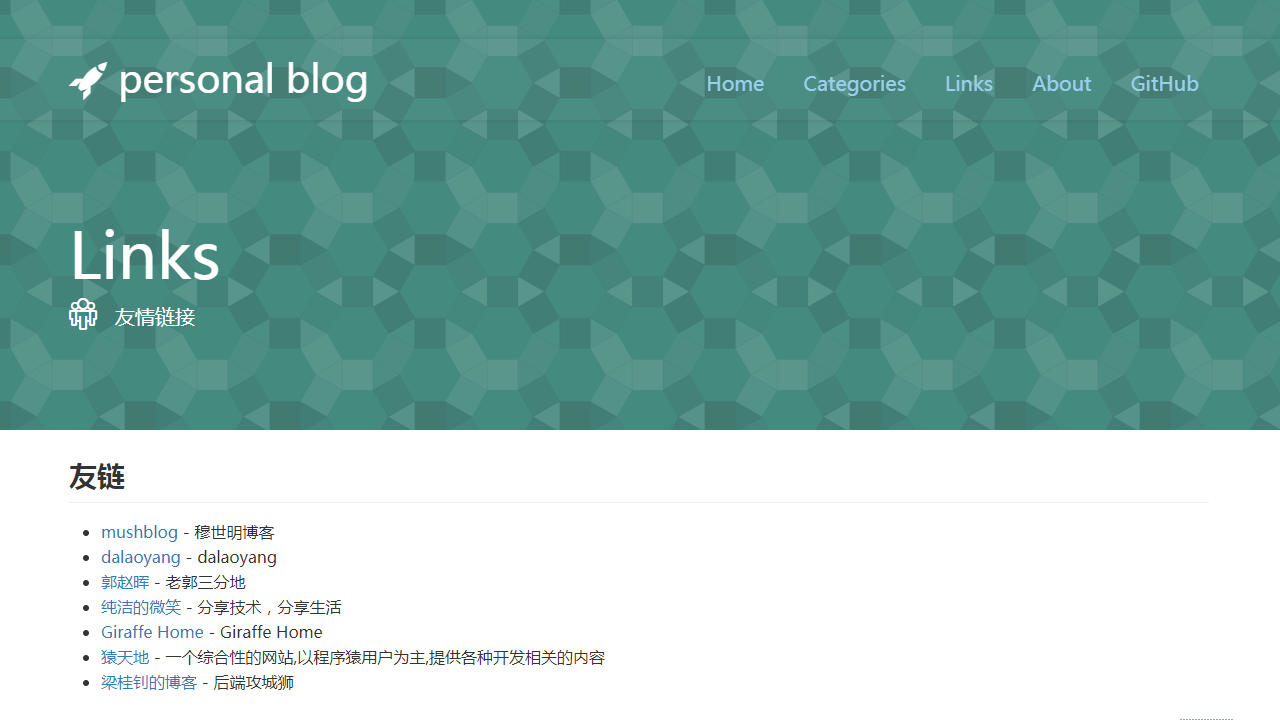 personal blog
Home Categories Links About GitHub
Links
友情链接
友链
mushblog - 穆世明博客
dalaoyang - dalaoyang
郭赵晖 - 老郭三分地
纯洁的微笑 - 分享技术，分享生活
Giraffe Home - Giraffe Home
猿天地 - 一个综合性的网站,以程序猿用户为主,提供各种开发相关的内容
梁桂钊的博客 - 后端攻城狮